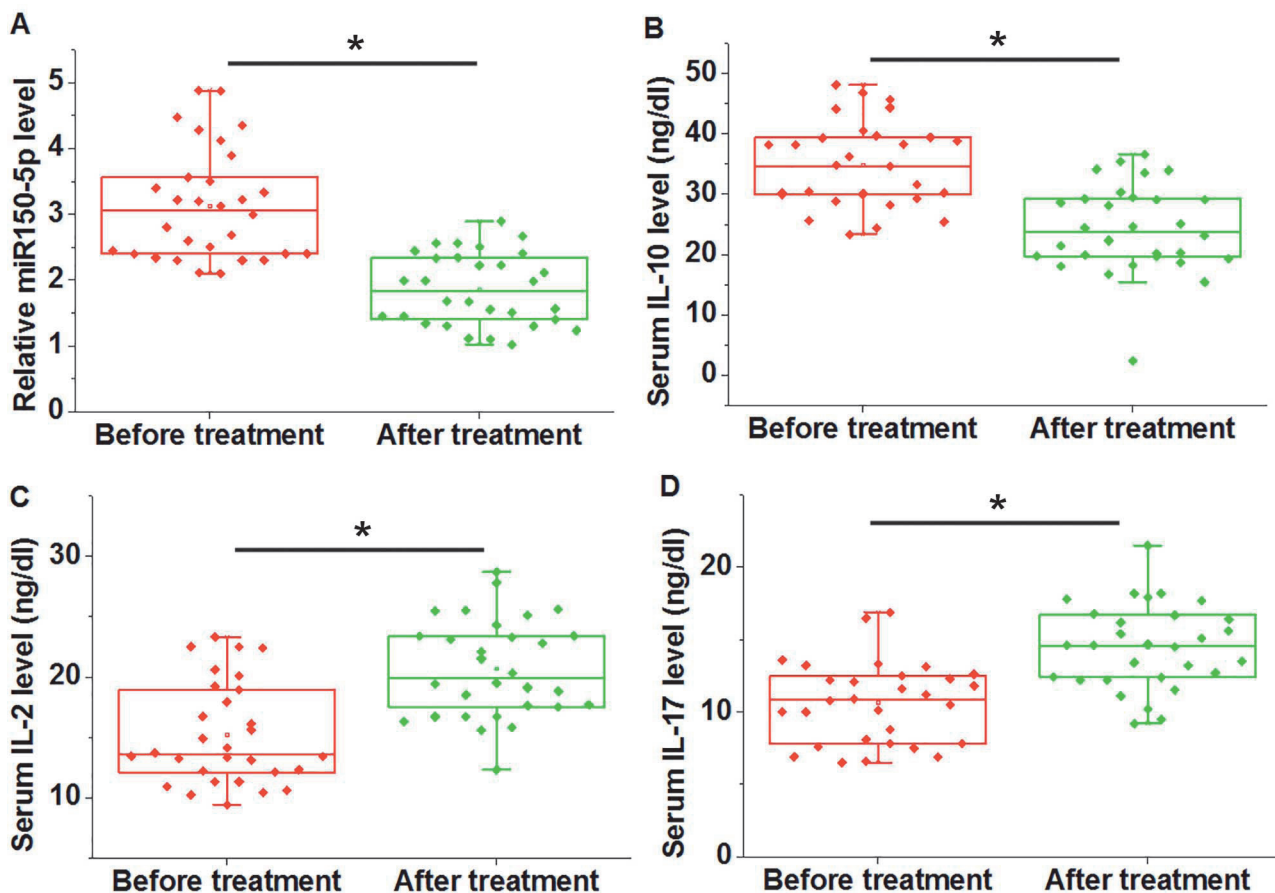 A
*
Relative miR150-5p level
5
4
3
2
1
0
Before treatment After treatment
B
*
Serum IL-10 level (ng/dl)
50
40
30
20
10
0
Before treatment After treatment
C
*
Serum IL-2 level (ng/dl)
30
20
10
Before treatment After treatment
D
*
Serum IL-17 level (ng/dl)
20
10
0
Before treatment After treatment